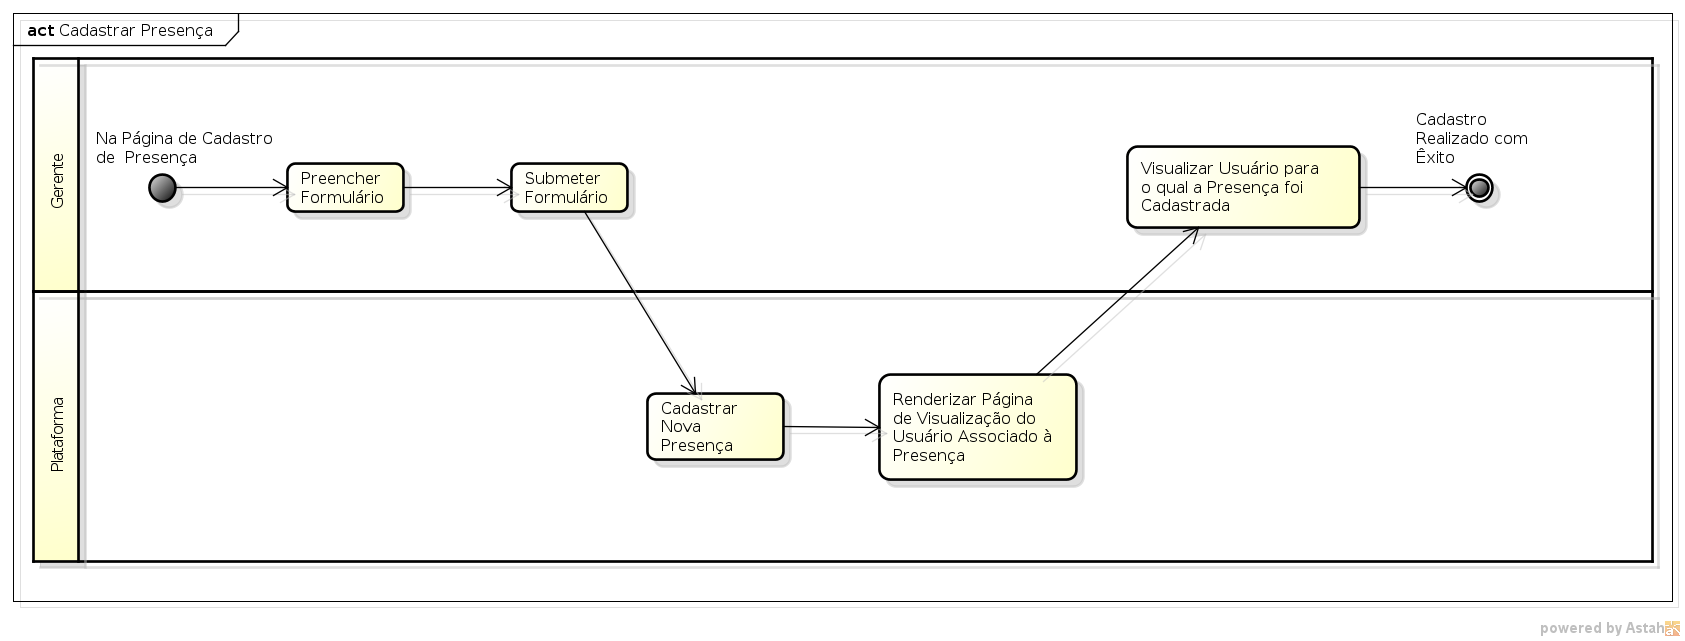 act Cadastrar Presença
Gerente
Na Página de Cadastro
de Presença
Preencher
Formulário
Submeter
Formulário
Visualizar Usuário para
o qual a Presença foi
Cadastrada
Cadastro
Realizado com
Êxito
Plataforma
Cadastrar
Nova
Presença
Renderizar Página
de Visualização do
Usuário Associado à
Presença
powered by Astah